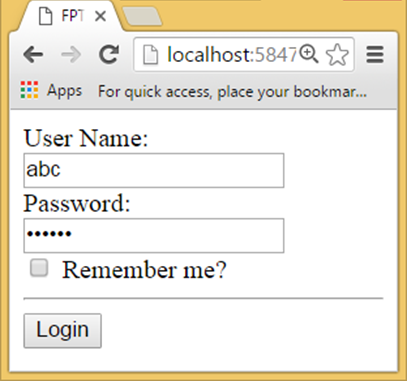 FPT
localhost:5847
Apps For quick access, place your bookmar...
User Name:
abc
Password:
••••••
Remember me?
Login